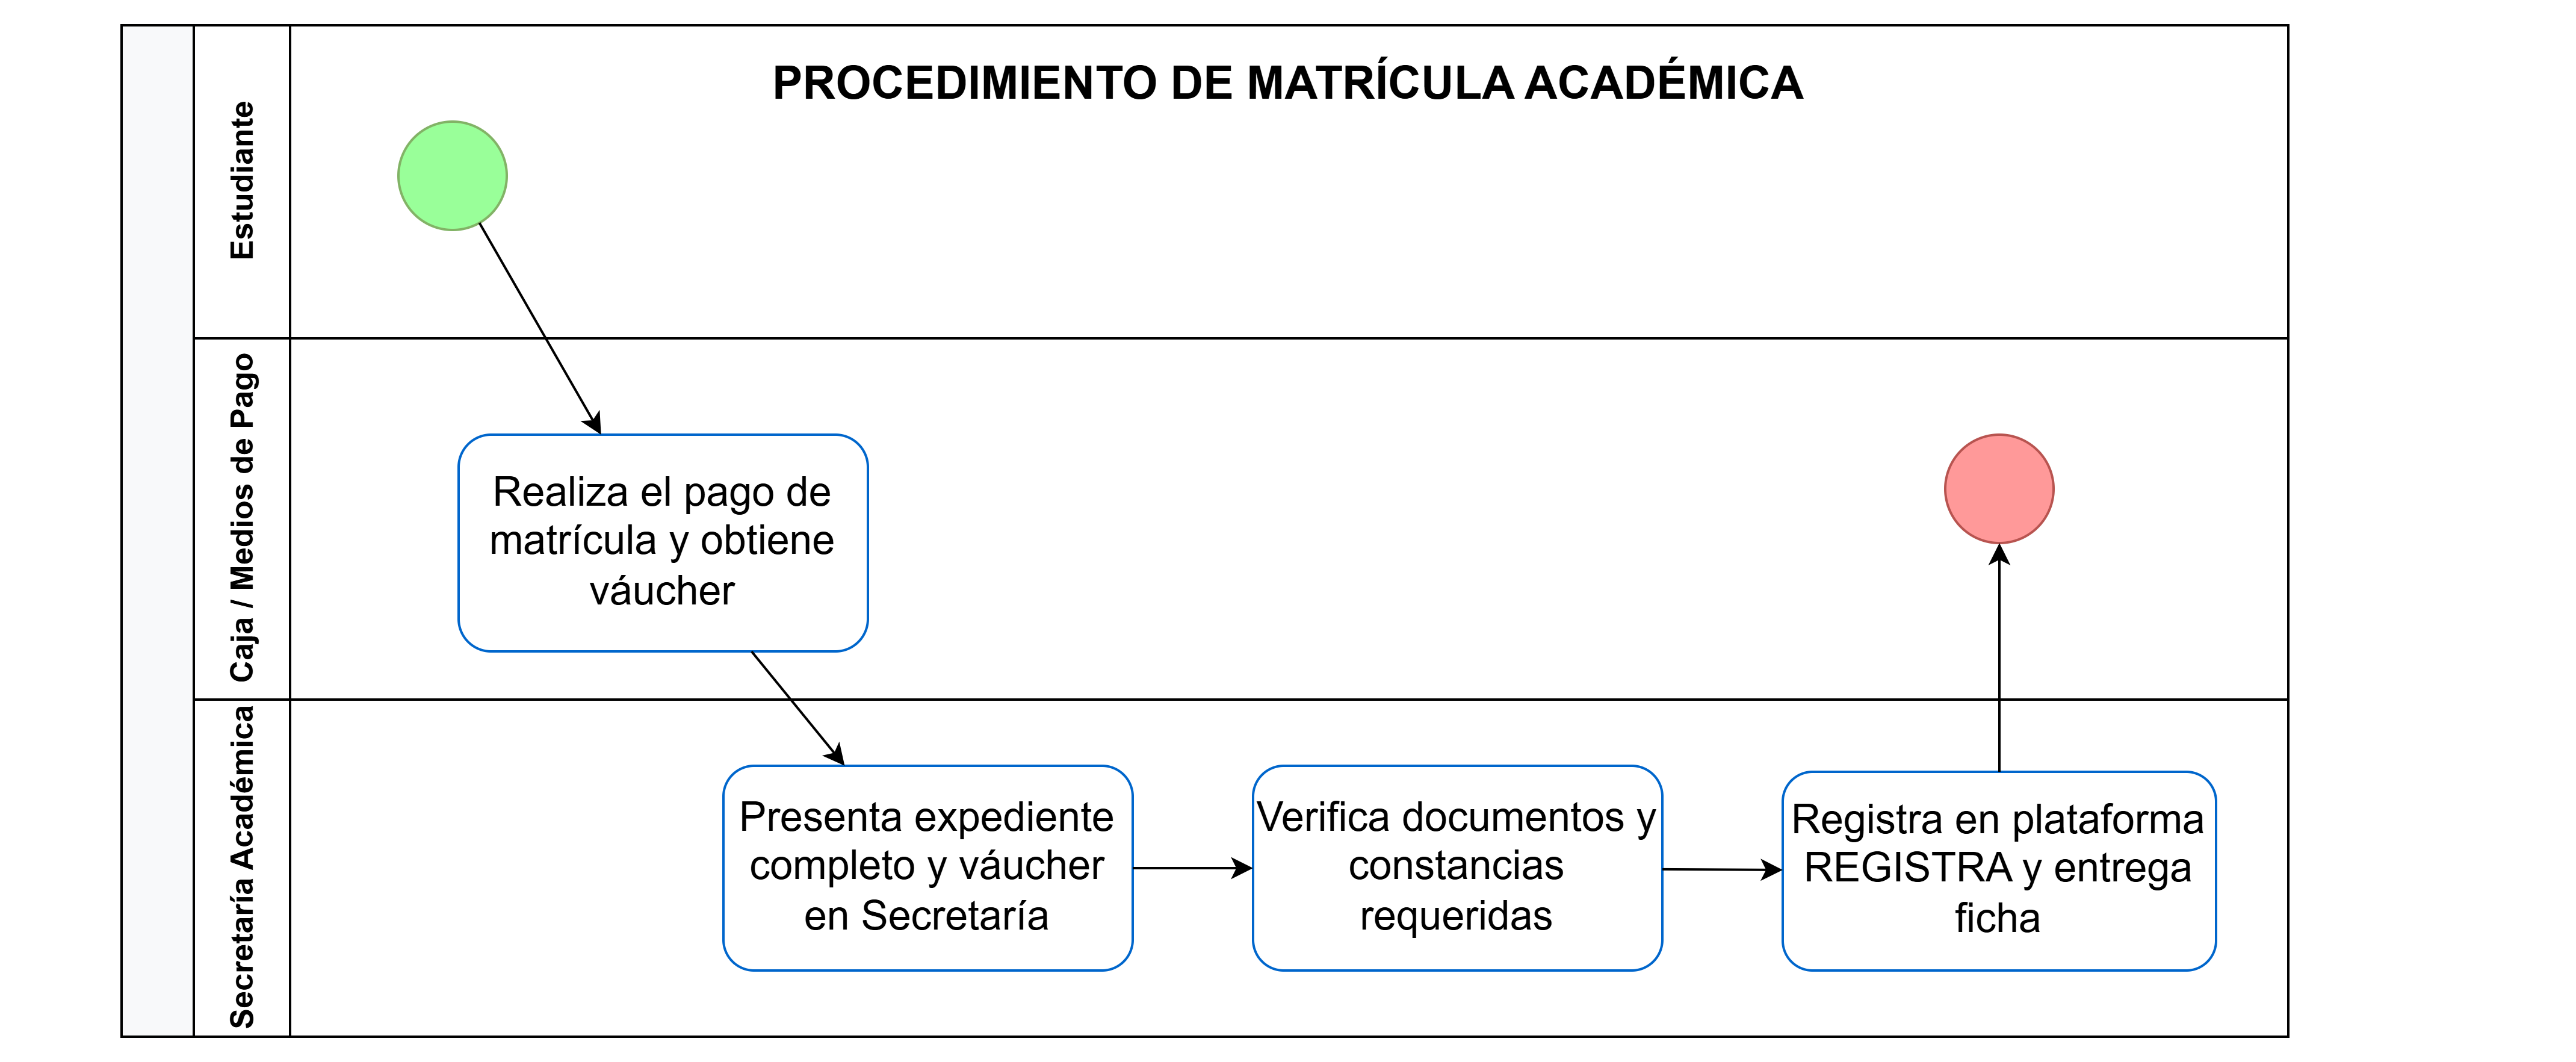 PROCEDIMIENTO DE MATRÍCULA ACADÉMICA
Estudiante
Caja / Medios de Pago
Realiza el pago de
matrícula y obtiene
váucher
Secretaría Académica
Presenta expediente
completo y váucher
en Secretaría
Verifica documentos y
constancias
requeridas
Registra en plataforma
REGISTRA y entrega
ficha